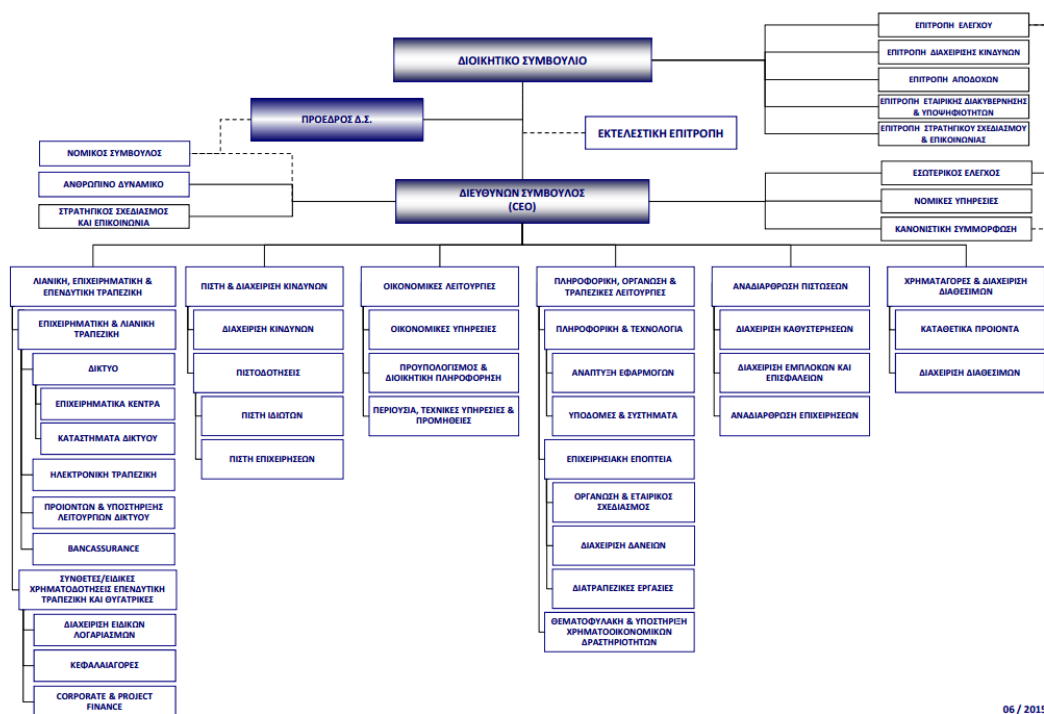 ΔΙΟΙΚΗΤΙΚΟ ΣΥΜΒΟΥΛΙΟ
ΕΠΙΤΡΟΠΗ ΕΛΕΓΧΟΥ
ΕΠΙΤΡΟΠΗ ΔΙΑΧΕΙΡΙΣΗΣ ΚΙΝΔΥΝΩΝ
ΕΠΙΤΡΟΠΗ ΑΠΟΔΟΧΩΝ
ΕΠΙΤΡΟΠΗ ΕΤΑΙΡΙΚΗΣ ΔΙΑΚΥΒΕΡΝΗΣΗΣ
& ΥΠΟΨΗΦΙΟΤΗΤΩΝ
ΕΠΙΤΡΟΠΗ ΣΤΡΑΤΗΓΙΚΟΥ ΣΧΕΔΙΑΣΜΟΥ
& ΕΠΙΚΟΙΝΩΝΙΑΣ
ΠΡΟΕΔΡΟΣ Δ.Σ.
ΕΚΤΕΛΕΣΤΙΚΗ ΕΠΙΤΡΟΠΗ
ΝΟΜΙΚΟΣ ΣΥΜΒΟΥΛΟΣ
ΑΝΘΡΩΠΙΝΟ ΔΥΝΑΜΙΚΟ
ΣΤΡΑΤΗΓΙΚΟΣ ΣΧΕΔΙΑΣΜΟΣ
ΚΑΙ ΕΠΙΚΟΙΝΩΝΙΑ
ΔΙΕΥΘΥΝΩΝ ΣΥΜΒΟΥΛΟΣ
(CEO)
ΕΣΩΤΕΡΙΚΟΣ ΕΛΕΓΧΟΣ
ΝΟΜΙΚΕΣ ΥΠΗΡΕΣΙΕΣ
ΚΑΝΟΝΙΣΤΙΚΗ ΣΥΜΜΟΡΦΩΣΗ
ΛΙΑΝΙΚΗ, ΕΠΙΧΕΙΡΗΜΑΤΙΚΗ &
ΕΠΕΝΔΥΤΙΚΗ ΤΡΑΠΕΖΙΚΗ
ΕΠΙΧΕΙΡΗΜΑΤΙΚΗ & ΛΙΑΝΙΚΗ
ΤΡΑΠΕΖΙΚΗ
ΔΙΚΤΥΟ
ΕΠΙΧΕΙΡΗΜΑΤΙΚΑ ΚΕΝΤΡΑ
ΚΑΤΑΣΤΗΜΑΤΑ ΔΙΚΤΥΟΥ
ΗΛΕΚΤΡΟΝΙΚΗ ΤΡΑΠΕΖΙΚΗ
ΠΡΟΙΟΝΤΩΝ & ΥΠΟΣΤΗΡΙΞΗΣ
ΛΕΙΤΟΥΡΓΙΩΝ ΔΙΚΤΥΟΥ
BANCASSURANCE
ΣΥΝΘΕΤΕΣ/ΕΙΔΙΚΕΣ
ΧΡΗΜΑΤΟΔΟΤΗΣΕΙΣ ΕΠΕΝΔΥΤΙΚΗ
ΤΡΑΠΕΖΙΚΗ ΚΑΙ ΘΥΓΑΤΡΙΚΕΣ
ΔΙΑΧΕΙΡΙΣΗ ΕΙΔΙΚΩΝ
ΛΟΓΑΡΙΑΣΜΩΝ
ΚΕΦΑΛΑΙΑΓΟΡΕΣ
CORPORATE & PROJECT
FINANCE
ΠΙΣΤΗ & ΔΙΑΧΕΙΡΙΣΗ ΚΙΝΔΥΝΩΝ
ΔΙΑΧΕΙΡΙΣΗ ΚΙΝΔΥΝΩΝ
ΠΙΣΤΟΔΟΤΗΣΕΙΣ
ΠΙΣΤΗ ΙΔΙΩΤΩΝ
ΠΙΣΤΗ ΕΠΙΧΕΙΡΗΣΕΩΝ
ΟΙΚΟΝΟΜΙΚΕΣ ΛΕΙΤΟΥΡΓΙΕΣ
ΟΙΚΟΝΟΜΙΚΕΣ ΥΠΗΡΕΣΙΕΣ
ΠΡΟΥΠΟΛΟΓΙΣΜΟΣ &
ΔΙΟΙΚΗΤΙΚΗ ΠΛΗΡΟΦΟΡΗΣΗ
ΠΕΡΙΟΥΣΙΑ, ΤΕΧΝΙΚΕΣ ΥΠΗΡΕΣΙΕΣ &
ΠΡΟΜΗΘΕΙΕΣ
ΠΛΗΡΟΦΟΡΙΚΗ, ΟΡΓΑΝΩΣΗ &
ΤΡΑΠΕΖΙΚΕΣ ΛΕΙΤΟΥΡΓΙΕΣ
ΠΛΗΡΟΦΟΡΙΚΗ & ΤΕΧΝΟΛΟΓΙΑ
ΑΝΑΠΤΥΞΗ ΕΦΑΡΜΟΓΩΝ
ΥΠΟΔΟΜΕΣ & ΣΥΣΤΗΜΑΤΑ
ΕΠΙΧΕΙΡΗΣΙΑΚΗ ΕΠΟΠΤΕΙΑ
ΟΡΓΑΝΩΣΗ & ΕΤΑΙΡΙΚΟΣ
ΣΧΕΔΙΑΣΜΟΣ
ΔΙΑΧΕΙΡΙΣΗ ΔΑΝΕΙΩΝ
ΔΙΑΤΡΑΠΕΖΙΚΕΣ ΕΡΓΑΣΙΕΣ
ΘΕΜΑΤΟΦΥΛΑΚΗ & ΥΠΟΣΤΗΡΙΞΗ
ΧΡΗΜΑΤΟΟΙΚΟΝΟΜΙΚΩΝ
ΔΡΑΣΤΗΡΙΟΤΗΤΩΝ
ΑΝΑΔΙΑΡΘΡΩΣΗ ΠΙΣΤΩΣΕΩΝ
ΔΙΑΧΕΙΡΙΣΗ ΚΑΘΥΣΤΕΡΗΣΕΩΝ
ΔΙΑΧΕΙΡΙΣΗ ΕΜΠΛΟΚΩΝ ΚΑΙ
ΕΠΙΣΦΑΛΕΙΩΝ
ΑΝΑΔΙΑΡΘΡΩΣΗ ΕΠΙΧΕΙΡΗΣΕΩΝ
ΧΡΗΜΑΤΑΓΟΡΕΣ & ΔΙΑΧΕΙΡΙΣΗ
ΔΙΑΘΕΣΙΜΩΝ
ΚΑΤΑΘΕΤΙΚΑ ΠΡΟΙΟΝΤΑ
ΔΙΑΧΕΙΡΙΣΗ ΔΙΑΘΕΣΙΜΩΝ
06 / 2015